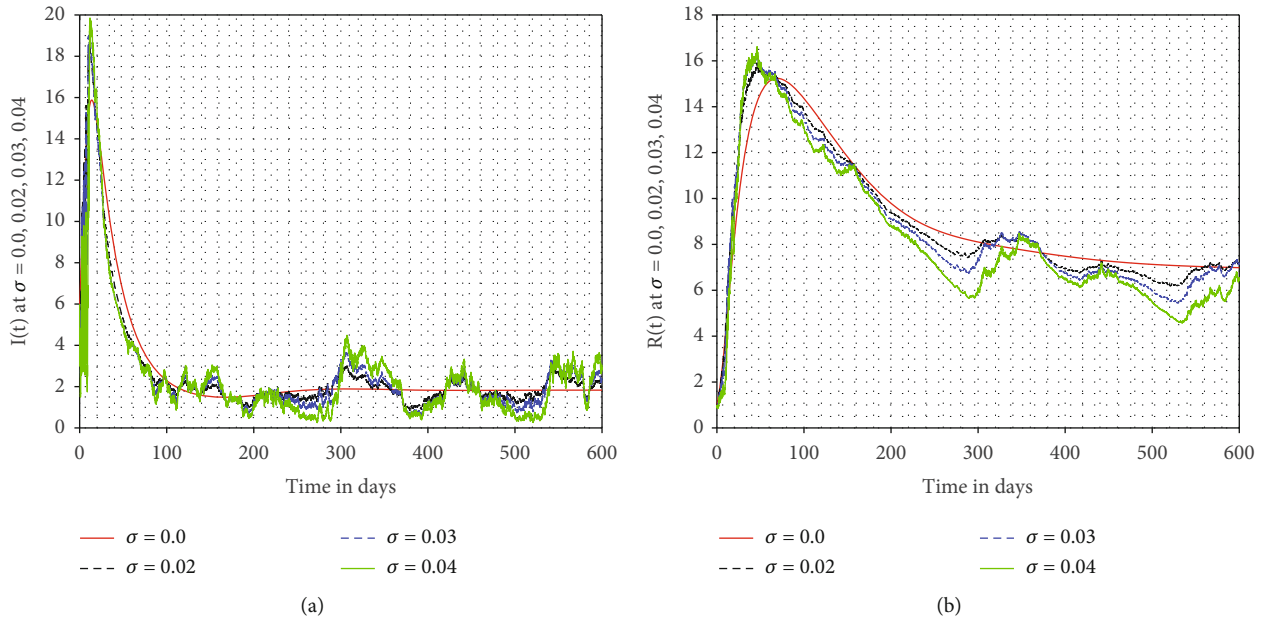 20
18
16
14
12
10
8
6
4
2
0
I(t) at σ = 0.0, 0.02, 0.03, 0.04
0 100 200 300 400 500 600
Time in days
σ = 0.0
σ = 0.03
σ = 0.02
σ = 0.04
(a)
18
16
14
12
10
8
6
4
2
0
R(t) at σ = 0.0, 0.02, 0.03, 0.04
0 100 200 300 400 500 600
Time in days
σ = 0.0
σ = 0.03
σ = 0.02
σ = 0.04
(b)